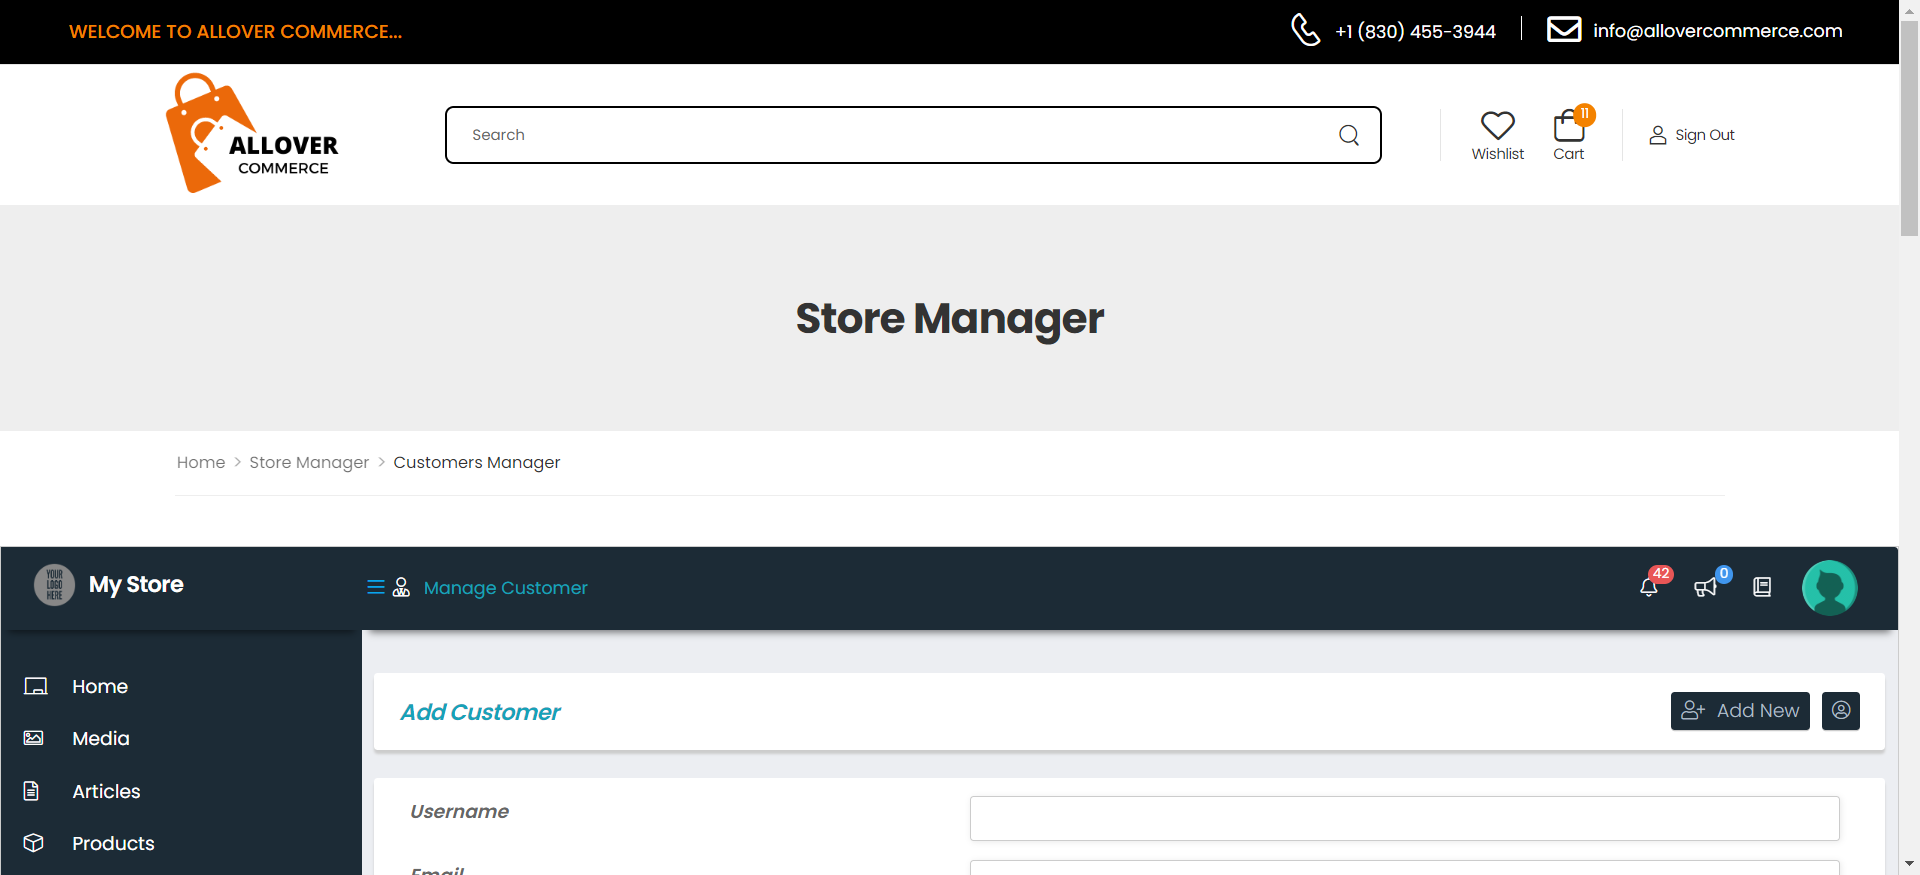 WELCOME TO ALLOVER COMMERCE...
+1 (830) 455-3944
info@allovercommerce.com
ALLOVER
COMMERCE
Search
Wishlist
11
Cart
Sign Out
Store Manager
Home > Store Manager > Customers Manager
YOUR
LOGO
HERE
My Store
Manage Customer
42
0
Home
Media
Articles
Products
Add Customer
Add New
Username
Email